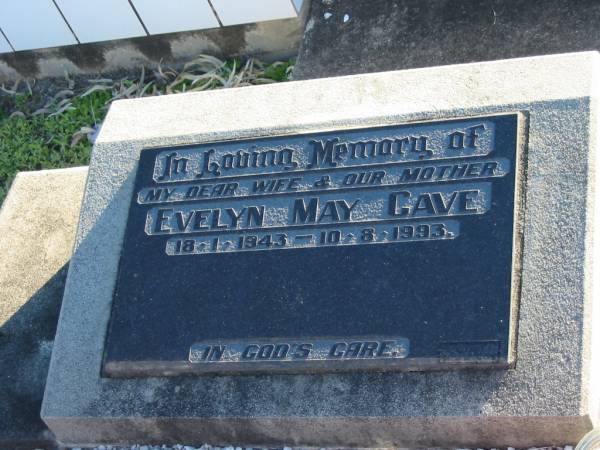 In Loving Memory of
MY DEAR WIFE & OUR MOTHER
EVELYN MAY CAVE
18-1-1943 - 10-8-1993.
IN GOD'S CARE.